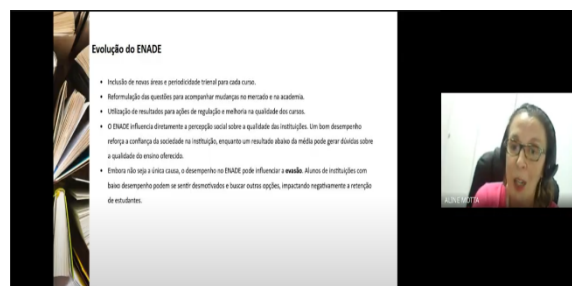 Evolução do ENADE
• Inclusão de novas áreas e periodicidade trienal para cada curso.
• Reformulação das questões para acompanhar mudanças no mercado e na academia.
• Utilização de resultados para ações de regulação e melhoria na qualidade dos cursos.
• O ENADE influencia diretamente a percepção social sobre a qualidade das instituições. Um bom desempenho
reforça a confiança da sociedade na instituição, enquanto um resultado abaixo da média pode gerar dúvidas sobre
a qualidade do ensino oferecido.
• Embora não seja a única causa, o desempenho no ENADE pode influenciar a evasão. Alunos de instituições com
baixo desempenho podem se sentir desmotivados e buscar outras opções, impactando negativamente a retenção
de estudantes.
ALINE MOTTA